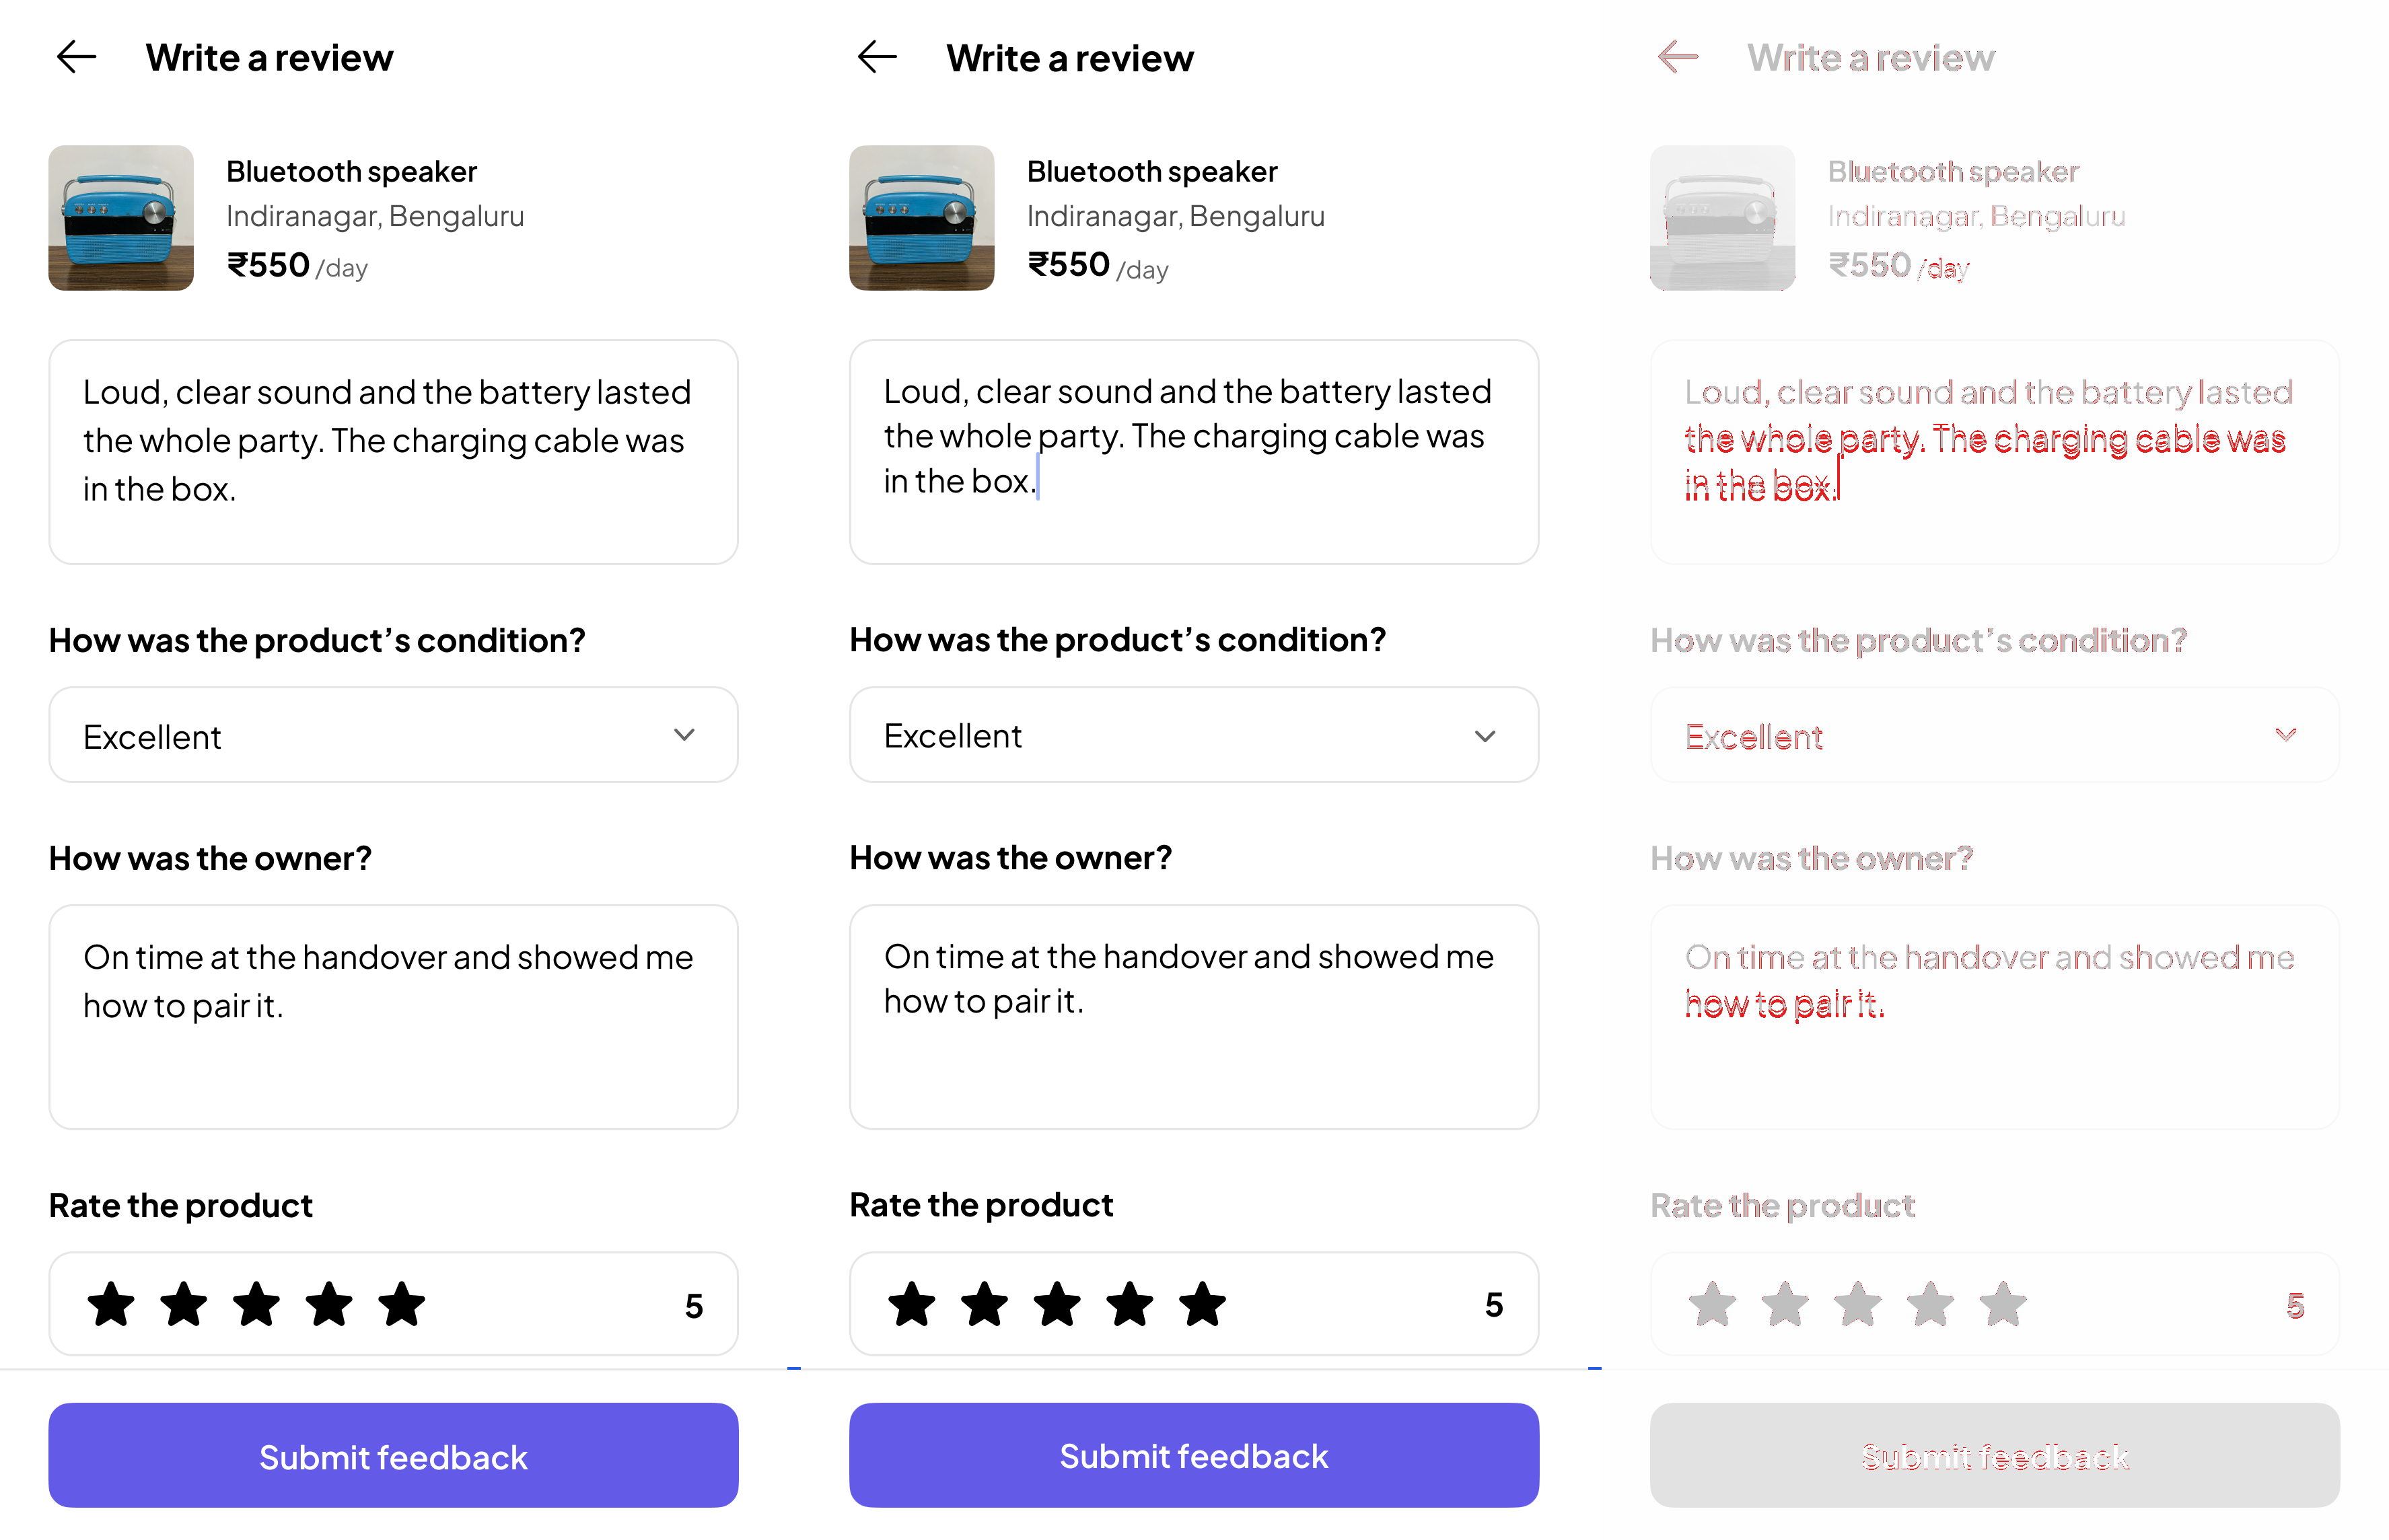 Write a review
Bluetooth speaker
Indiranagar, Bengaluru
₹550 /day
Loud, clear sound and the battery lasted
the whole party. The charging cable was
in the box.
How was the product’s condition?
Excellent
How was the owner?
On time at the handover and showed me
how to pair it.
Rate the product
5
Submit feedback
Write a review
Bluetooth speaker
Indiranagar, Bengaluru
₹550 /day
Loud, clear sound and the battery lasted
the whole party. The charging cable was
in the box.
How was the product’s condition?
Excellent
How was the owner?
On time at the handover and showed me
how to pair it.
Rate the product
5
Submit feedback
Write a review
Bluetooth speaker
Indiranagar, Bengaluru
₹550 /day
Loud, clear sound and the battery lasted
the whole party. The charging cable was
in the box.
How was the product’s condition?
Excellent
How was the owner?
On time at the handover and showed me
how to pair it.
Rate the product
5
Submit feedback